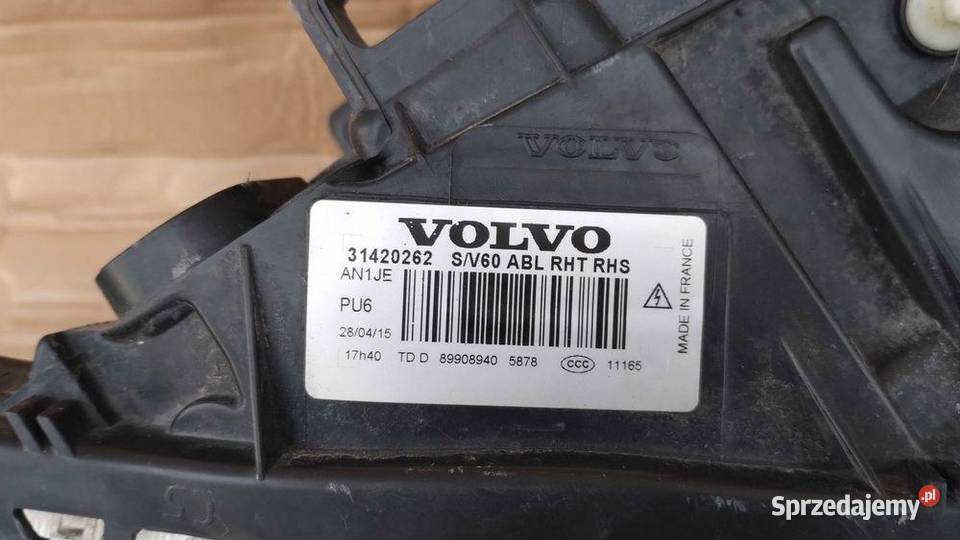 VOLVO
VOLVO
31420262 S/V60 ABL RHT RHS
AN1JE
PU6
28/04/15
17h40 TD D 89908940 5878 CCC 11165
MADE IN FRANCE
Sprzedajemy.pl